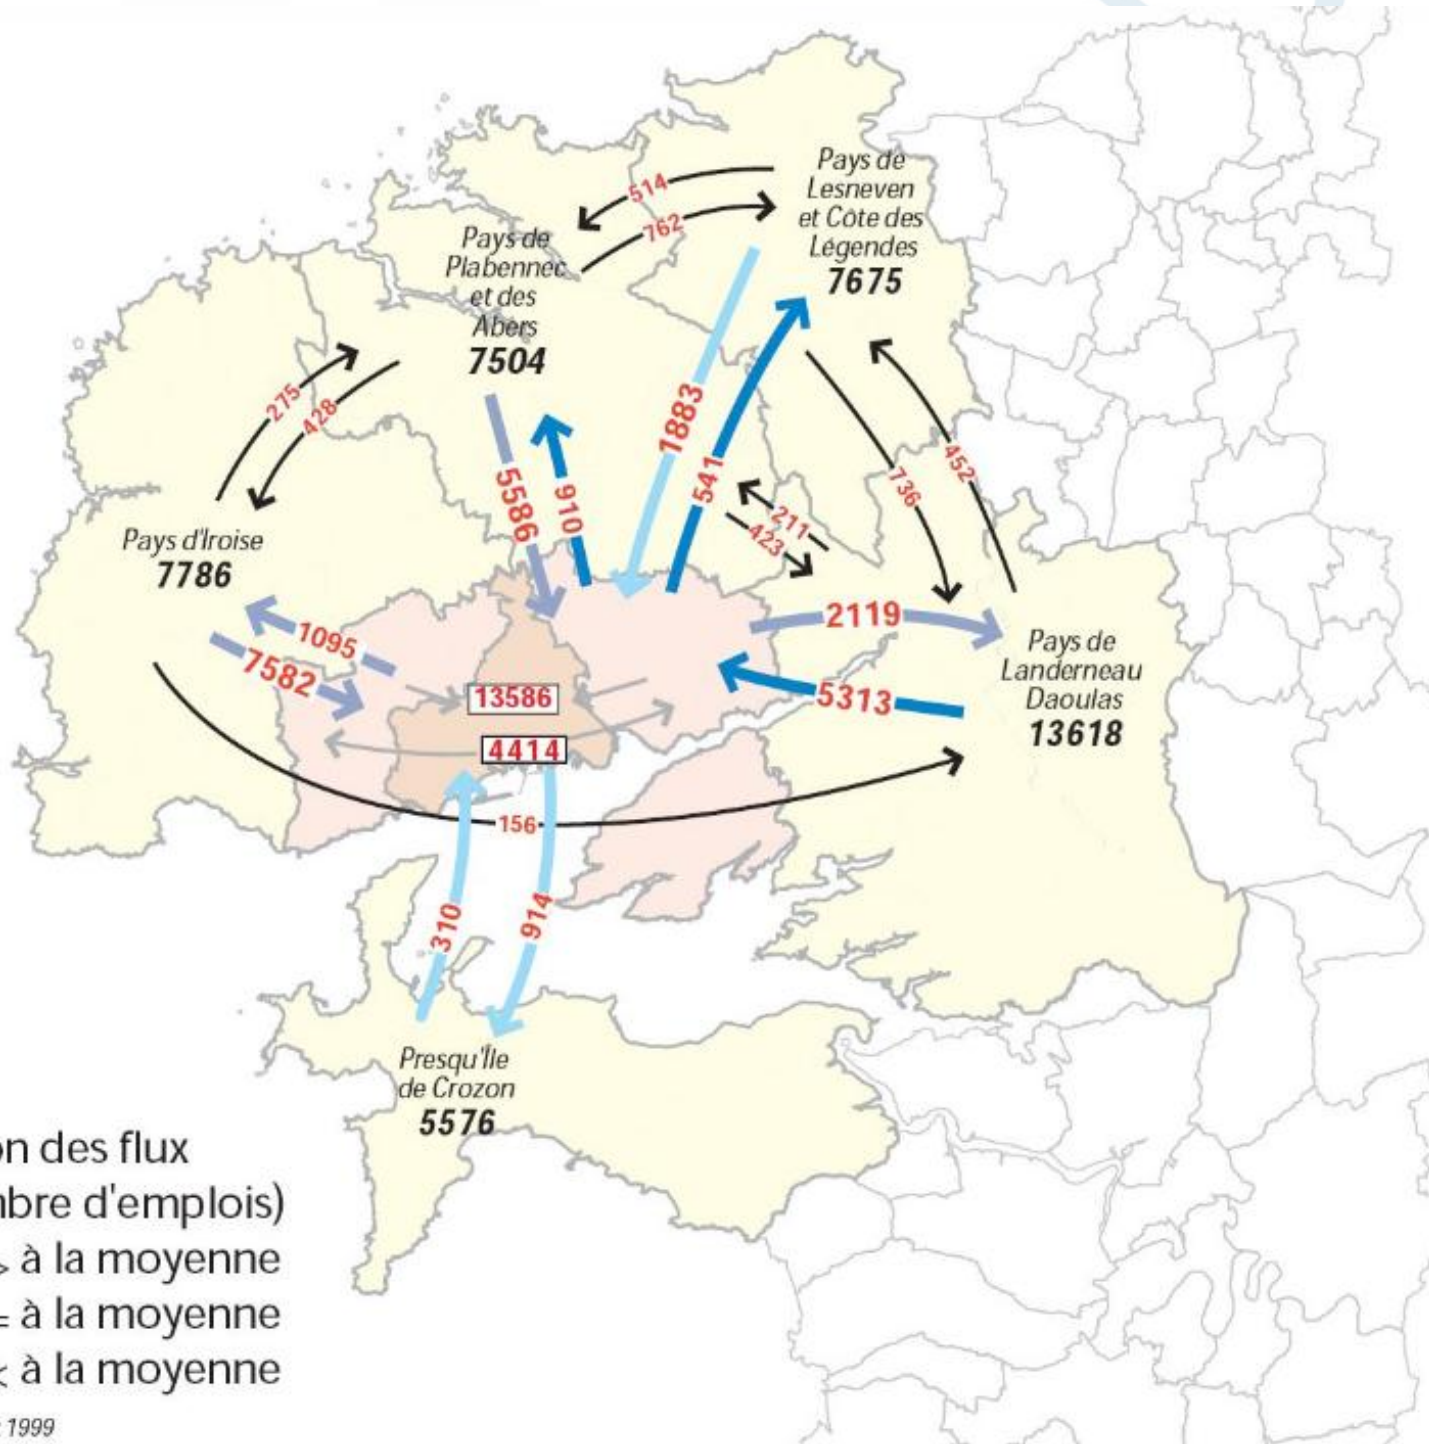 Pays de
Lesneven
et Côte des
Légendes
7675
514
762
Pays de
Plabennec
et des
Abers
7504
275
428
1883
541
5586
910
736
452
211
423
Pays d'Iroise
7786
1095
7582
2119
5313
Pays de
Landerneau
Daoulas
13618
13586
4414
156
310
914
Presqu'Île
de Crozon
5576
on des flux
bre d'emplois)
> à la moyenne
= à la moyenne
< à la moyenne
1999